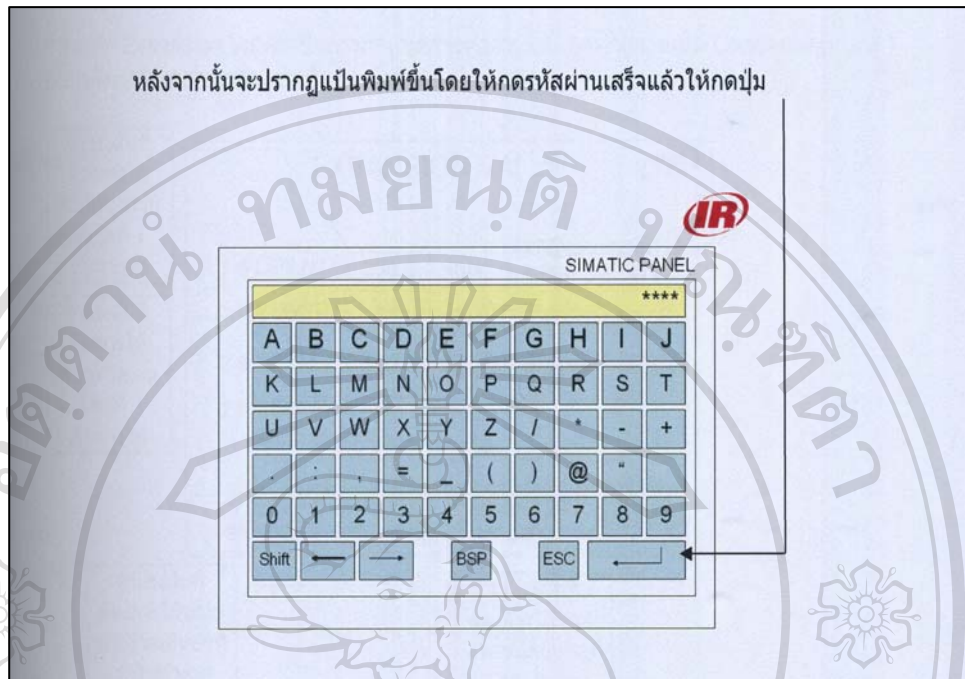 หลังจากนั้นจะปรากฏแป้นพิมพ์ขึ้นโดยให้กดรหัสผ่านเสร็จแล้วให้กดปุ่ม
IR
SIMATIC PANEL
****
A B C D E F G H I J
K L M N O P Q R S T
U V W X Y Z / * - +
. : , = _ ( ) @ “
0 1 2 3 4 5 6 7 8 9
Shift ← → BSP ESC ↵